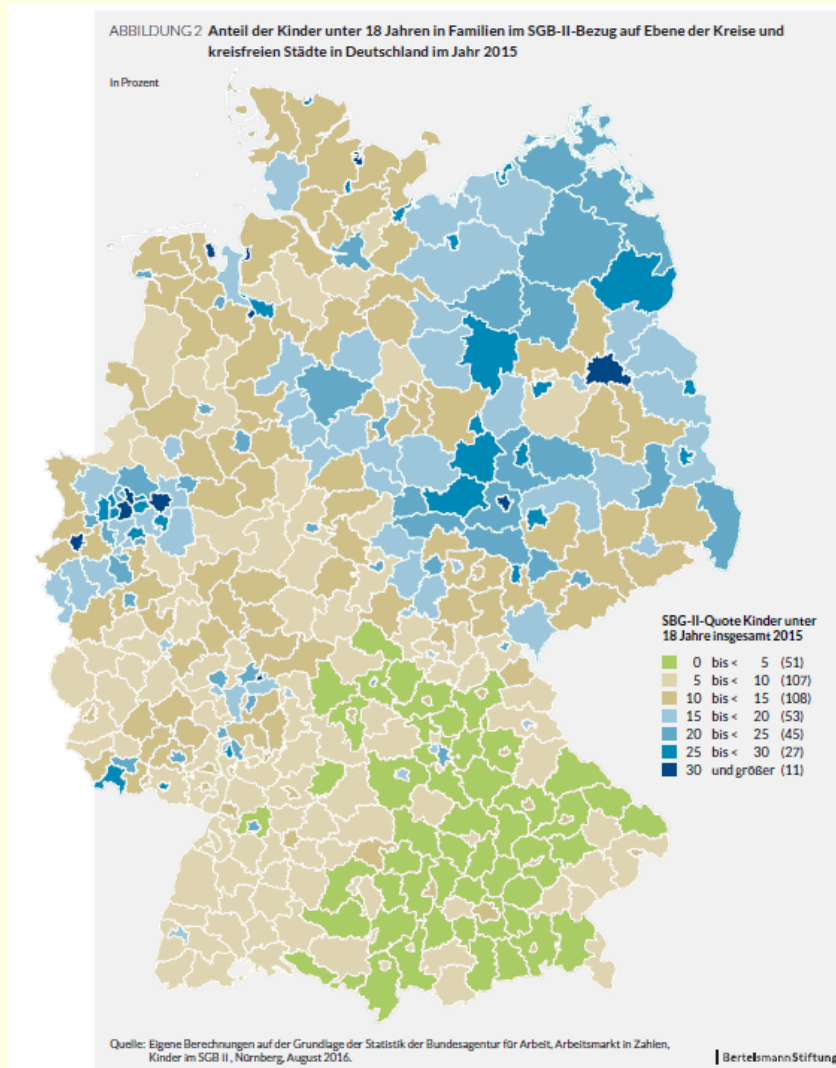 ABBILDUNG 2 Anteil der Kinder unter 18 Jahren in Familien im SGB-II-Bezug auf Ebene der Kreise und
kreisfreien Städte in Deutschland im Jahr 2015
In Prozent
SBG-II-Quote Kinder unter
18 Jahre insgesamt 2015
0 bis < 5 (51)
5 bis < 10 (107)
10 bis < 15 (108)
15 bis < 20 (53)
20 bis < 25 (45)
25 bis < 30 (27)
30 und größer (11)
Quelle: Eigene Berechnungen auf der Grundlage der Statistik der Bundesagentur für Arbeit, Arbeitsmarkt in Zahlen,
Kinder im SGB II, Nürnberg, August 2016.
BertelsmannStiftung